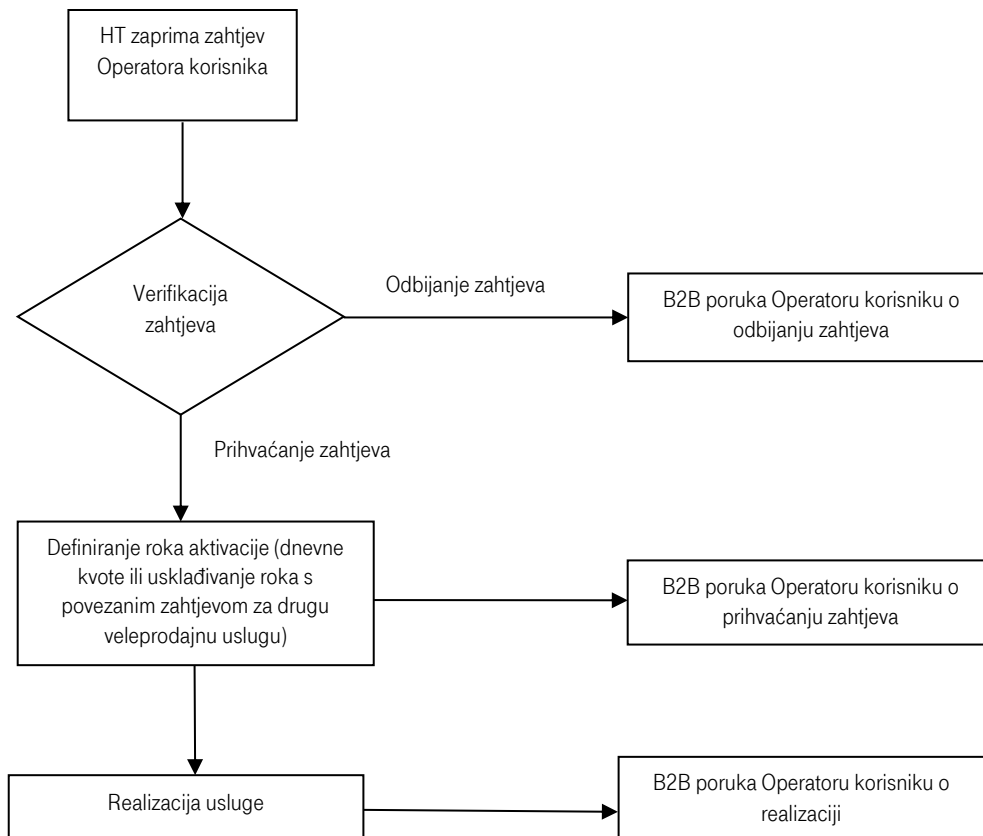 HT zaprima zahtjev
Operatora korisnika
Verifikacija
zahtjeva
Odbijanje zahtjeva
B2B poruka Operatoru korisniku o
odbijanju zahtjeva
Prihvaćanje zahtjeva
Definiranje roka aktivacije (dnevne
kvote ili usklađivanje roka s
povezanim zahtjevom za drugu
veleprodajnu uslugu)
B2B poruka Operatoru korisniku o
prihvaćanju zahtjeva
Realizacija usluge
B2B poruka Operatoru korisniku o
realizaciji